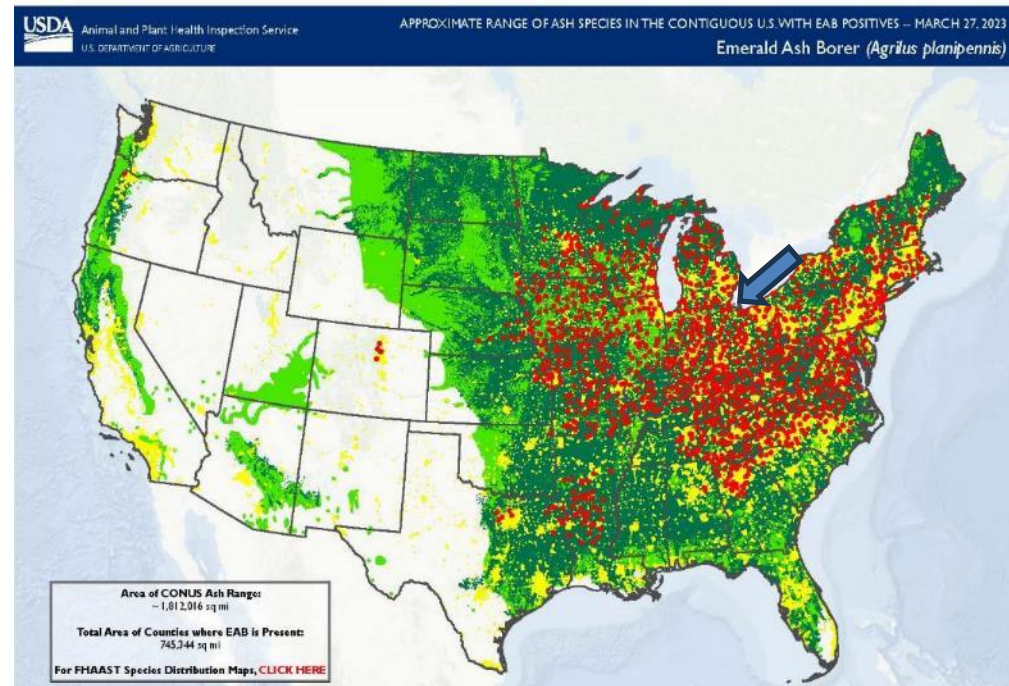 USDA
Animal and Plant Health Inspection Service
U.S. DEPARTMENT OF AGRICULTURE
APPROXIMATE RANGE OF ASH SPECIES IN THE CONTIGUOUS U.S. WITH EAB POSITIVES – MARCH 27, 2023
Emerald Ash Borer (Agrilus planipennis)
Area of CONUS Ash Range:
~ 1,812,016 sq mi
Total Area of Counties where EAB is Present:
745,344 sq mi
For FHAAST Species Distribution Maps, CLICK HERE